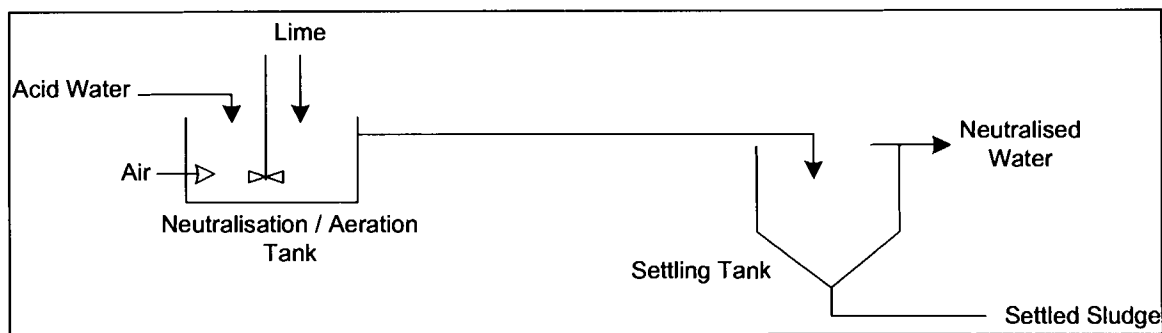 Lime
Acid Water
Air
Neutralisation / Aeration
Tank
Neutralised
Water
Settling Tank
Settled Sludge